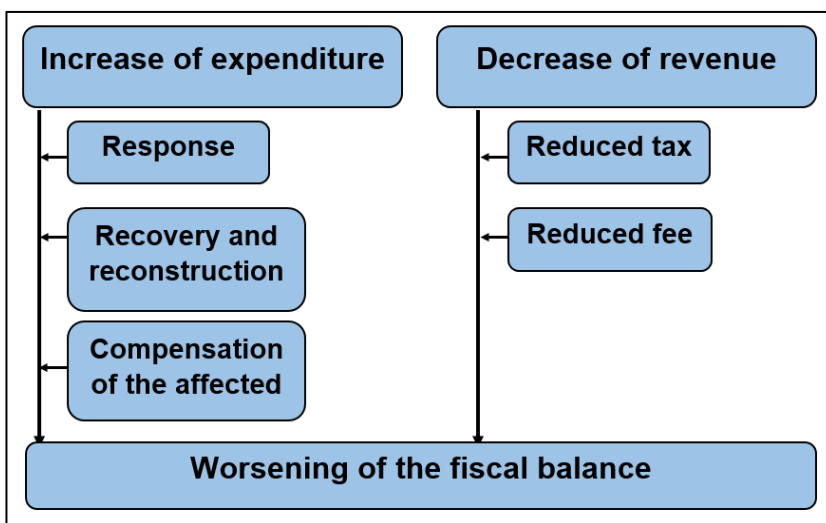 Increase of expenditure
Response
Recovery and
reconstruction
Compensation
of the affected
Decrease of revenue
Reduced tax
Reduced fee
Worsening of the fiscal balance